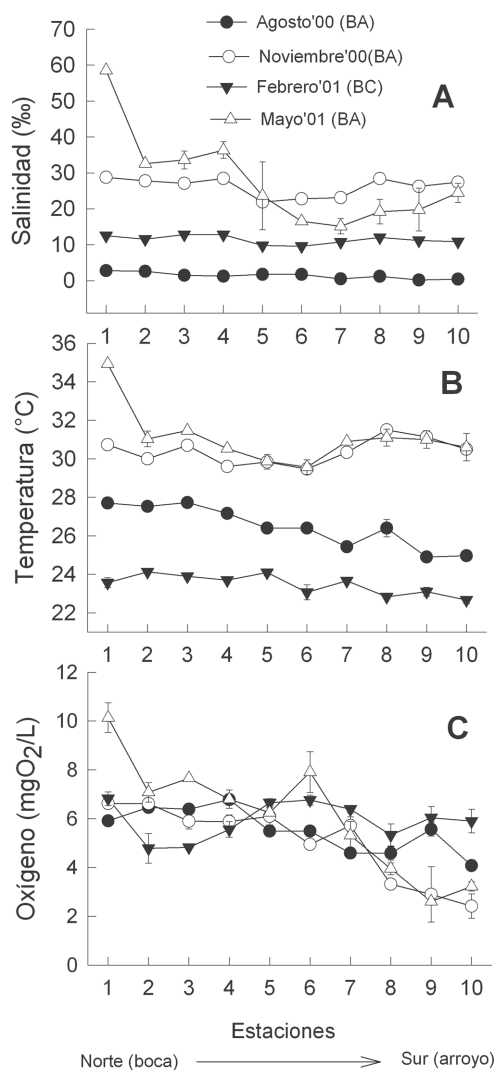 Agosto'00 (BA)
Noviembre'00(BA)
Febrero'01 (BC)
Mayo'01 (BA)
A
Salinidad (‰)
70
60
50
40
30
20
10
0
1 2 3 4 5 6 7 8 9 10
B
Temperatura (°C)
36
34
32
30
28
26
24
22
1 2 3 4 5 6 7 8 9 10
C
Oxígeno (mgO2/L)
12
10
8
6
4
2
0
1 2 3 4 5 6 7 8 9 10
Estaciones
Norte (boca) Sur (arroyo)